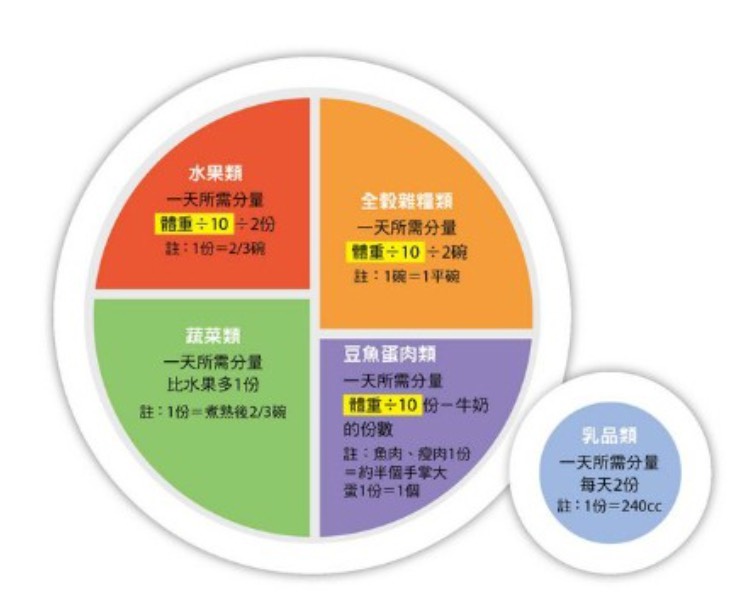 水果類
一天所需分量
體重÷10÷2份
註：1份＝2/3碗
全穀雜糧類
一天所需分量
體重÷10÷2碗
註：1碗＝1平碗
蔬菜類
一天所需分量
比水果多1份
註：1份＝煮熟後2/3碗
豆魚蛋肉類
一天所需分量
體重÷10份－牛奶
的份數
註：魚肉、瘦肉1份
＝約半個手掌大
蛋1份＝1個
乳品類
一天所需分量
每天2份
註：1份＝240cc